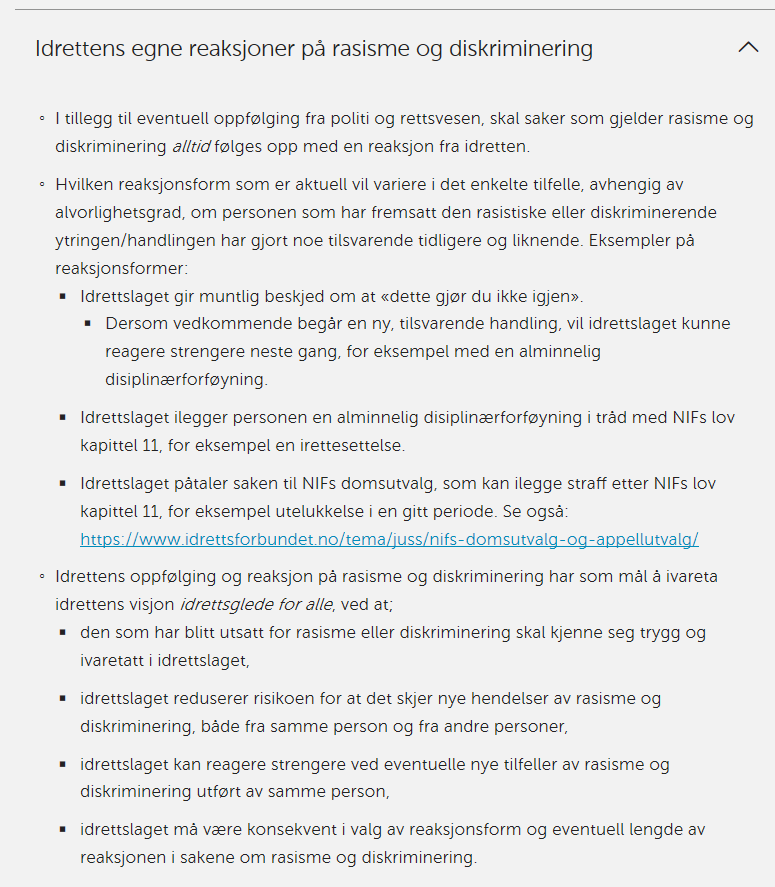 Idrettens egne reaksjoner på rasisme og diskriminering
◦ I tillegg til eventuell oppfølging fra politi og rettsvesen, skal saker som gjelder rasisme og
diskriminering alltid følges opp med en reaksjon fra idretten.
◦ Hvilken reaksjonsform som er aktuell vil variere i det enkelte tilfelle, avhengig av
alvorlighetsgrad, om personen som har fremsatt den rasistiske eller diskriminerende
ytringen/handlingen har gjort noe tilsvarende tidligere og liknende. Eksempler på
reaksjonsformer:
▪ Idrettslaget gir muntlig beskjed om at «dette gjør du ikke igjen».
▪ Dersom vedkommende begår en ny, tilsvarende handling, vil idrettslaget kunne
reagere strengere neste gang, for eksempel med en alminnelig
disiplinærforføyning.
▪ Idrettslaget ilegger personen en alminnelig disiplinærforføyning i tråd med NIFs lov
kapittel 11, for eksempel en irettesettelse.
▪ Idrettslaget påtaler saken til NIFs domsutvalg, som kan ilegge straff etter NIFs lov
kapittel 11, for eksempel utelukkelse i en gitt periode. Se også:
https://www.idrettsforbundet.no/tema/juss/nifs-domsutvalg-og-appellutvalg/
◦ Idrettens oppfølging og reaksjon på rasisme og diskriminering har som mål å ivareta
idrettens visjon idrettsglede for alle, ved at;
▪ den som har blitt utsatt for rasisme eller diskriminering skal kjenne seg trygg og
ivaretatt i idrettslaget,
▪ idrettslaget reduserer risikoen for at det skjer nye hendelser av rasisme og
diskriminering, både fra samme person og fra andre personer,
▪ idrettslaget kan reagere strengere ved eventuelle nye tilfeller av rasisme og
diskriminering utført av samme person,
▪ idrettslaget må være konsekvent i valg av reaksjonsform og eventuell lengde av
reaksjonen i sakene om rasisme og diskriminering.